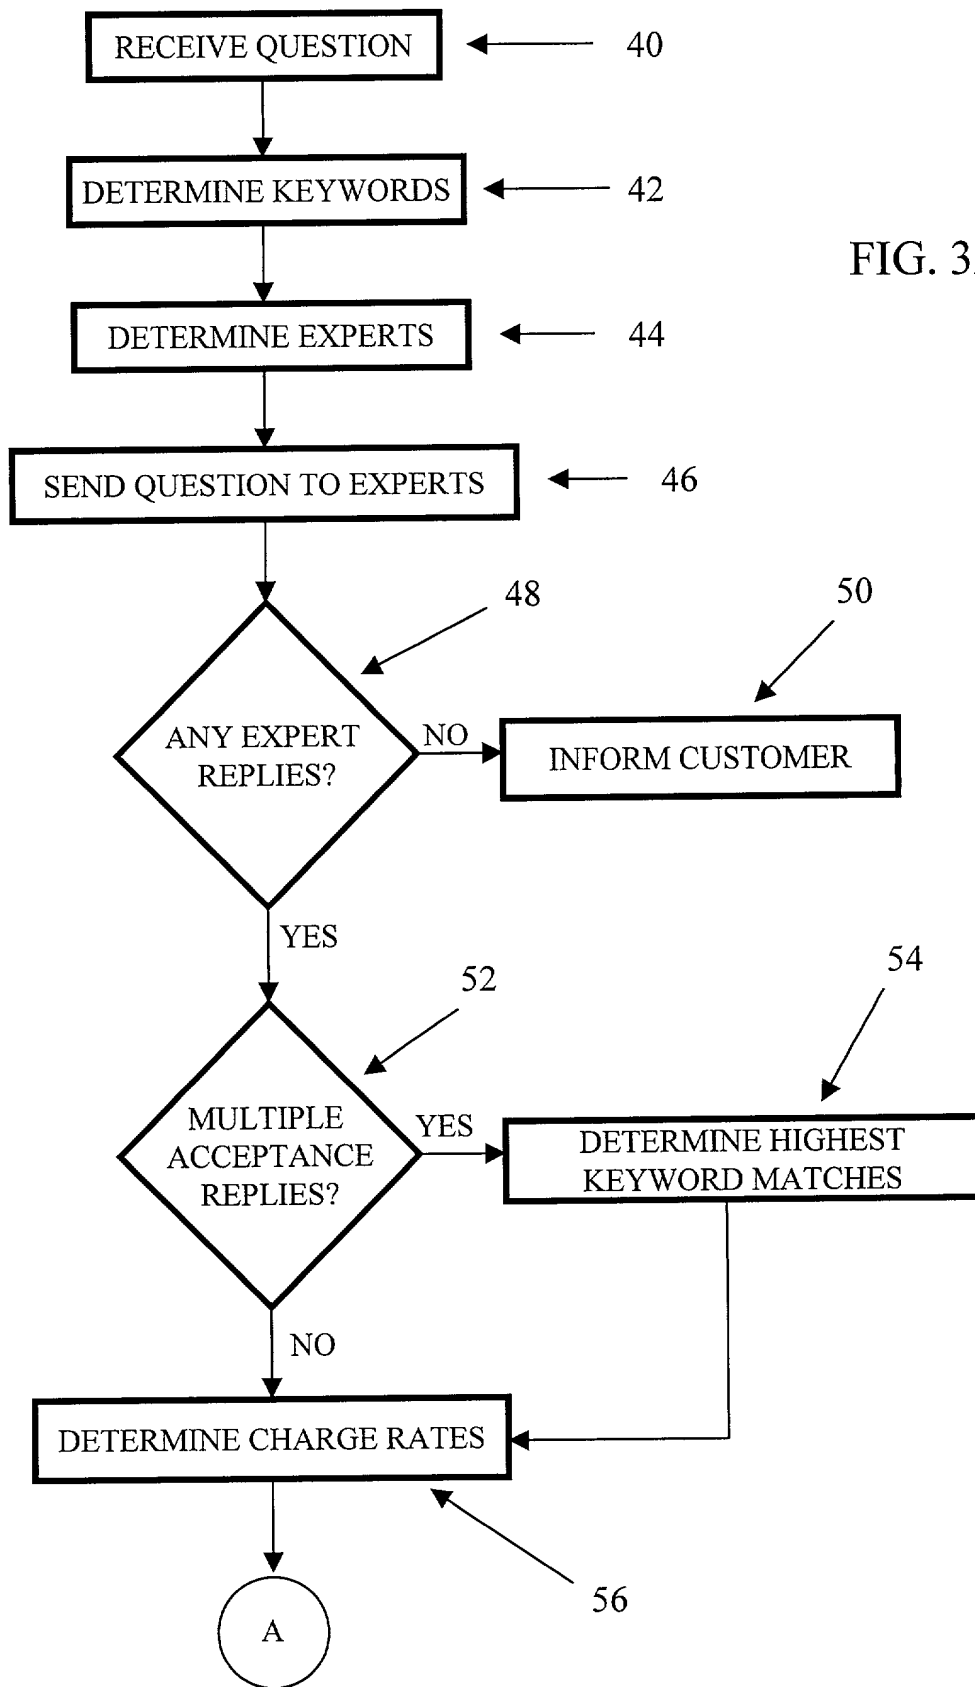 RECEIVE QUESTION
40
DETERMINE KEYWORDS
42
FIG. 3
DETERMINE EXPERTS
44
SEND QUESTION TO EXPERTS
46
48
50
ANY EXPERT
REPLIES?
NO
INFORM CUSTOMER
YES
52
54
MULTIPLE
ACCEPTANCE
REPLIES?
YES
DETERMINE HIGHEST
KEYWORD MATCHES
NO
DETERMINE CHARGE RATES
56
A